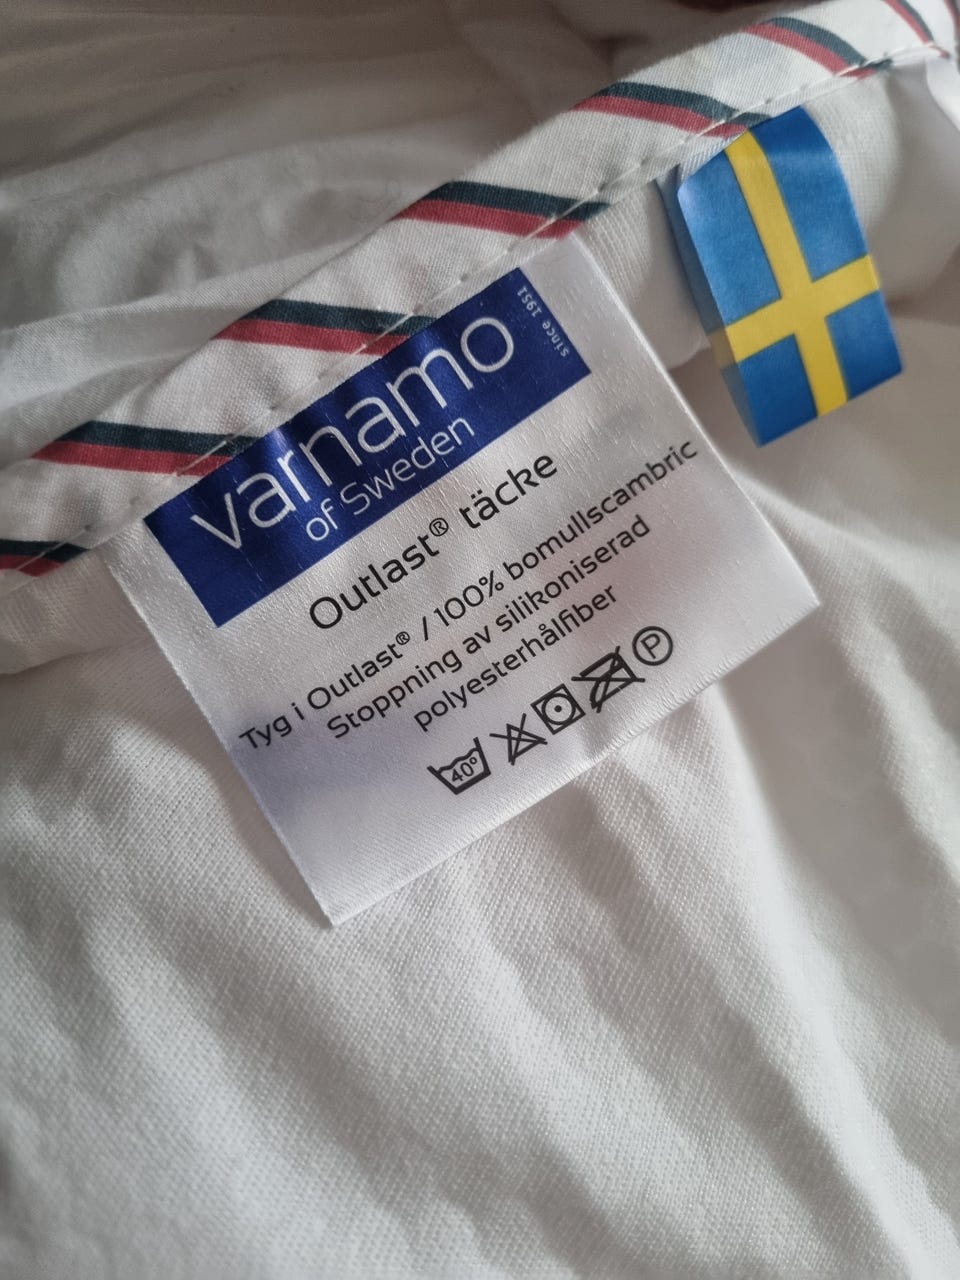 varnamo
of Sweden
since 1951
Outlast® täcke
Tyg i Outlast® / 100% bomullscambric
Stoppning av silikoniserad
polyesterhålfiber
40° P